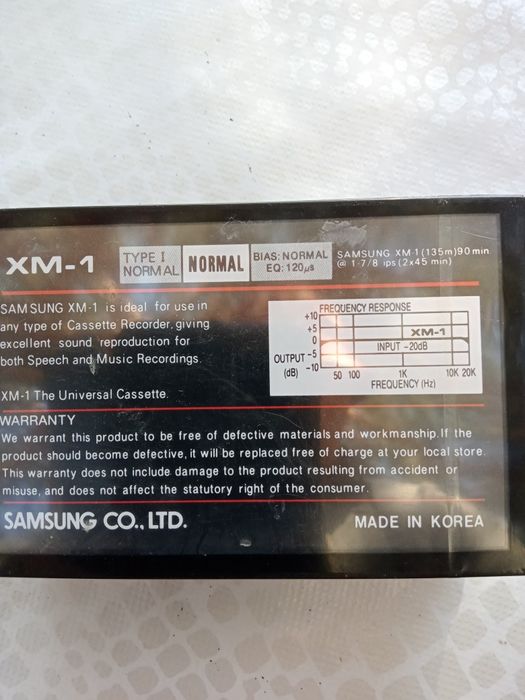 XM-1
TYPE I
NORMAL
NORMAL
BIAS: NORMAL
EQ: 120µs
SAMSUNG XM 1 (135m) 90 min
@ 1-7/8 ips (2x45 min)
SAMSUNG XM-1 is ideal for use in
any type of Cassette Recorder, giving
excellent sound reproduction for
both Speech and Music Recordings.
XM-1 The Universal Cassette.
FREQUENCY RESPONSE
+10
+5
0
-5
-10
OUTPUT
(dB)
XM-1
INPUT -20dB
50 100 1K 10K 20K
FREQUENCY (Hz)
WARRANTY
We warrant this product to be free of defective materials and workmanship. If the
product should become defective, it will be replaced free of charge at your local store.
This warranty does not include damage to the product resulting from accident or
misuse, and does not affect the statutory right of the consumer.
SAMSUNG CO., LTD.
MADE IN KOREA